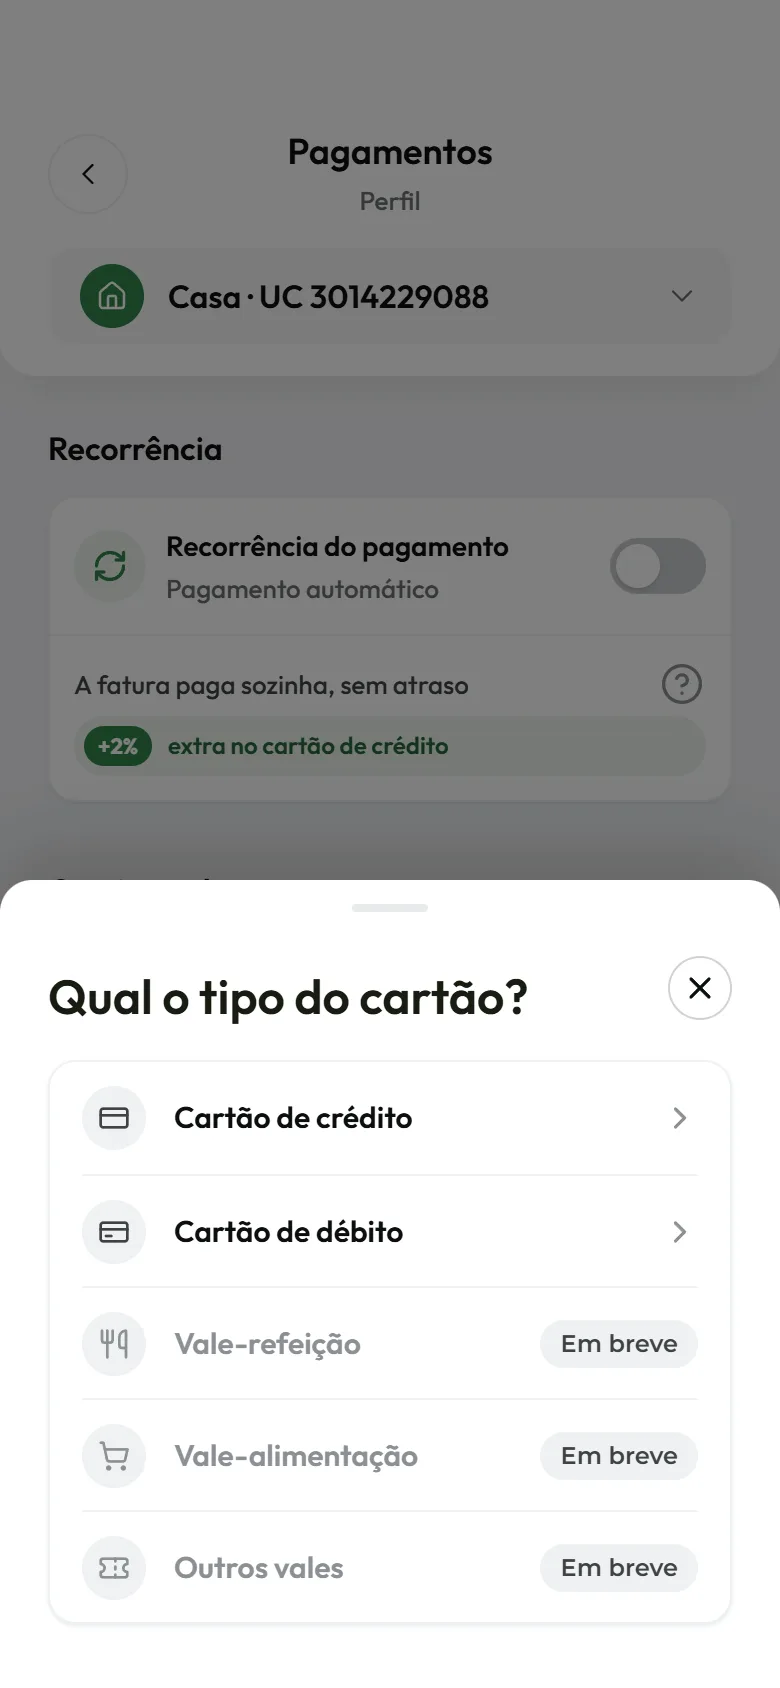 Pagamentos
Perfil
Casa · UC 3014229088
Recorrência
Recorrência do pagamento
Pagamento automático
A fatura paga sozinha, sem atraso
+2% extra no cartão de crédito
Qual o tipo do cartão?
Cartão de crédito
Cartão de débito
Vale-refeição Em breve
Vale-alimentação Em breve
Outros vales Em breve